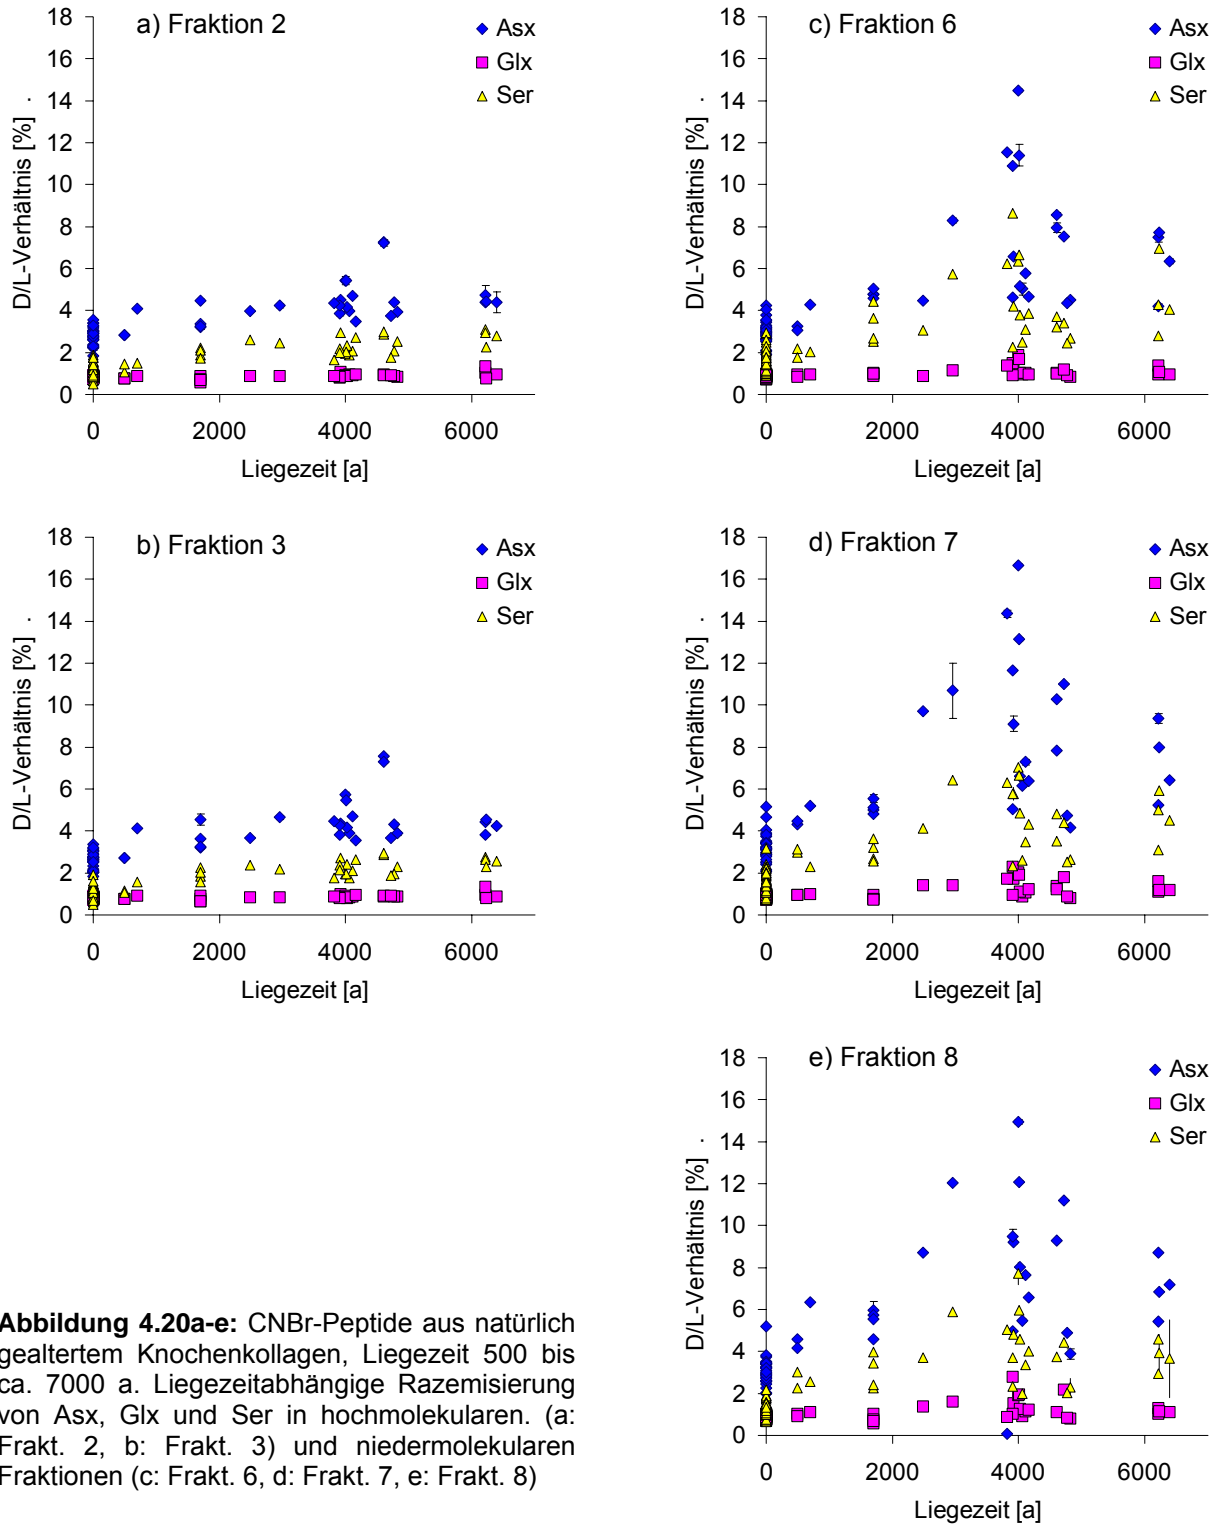 a) Fraktion 2
Asx
Glx
Ser
D/L-Verhältnis [%] .
18
16
14
12
10
8
6
4
2
0
0 2000 4000 6000
Liegezeit [a]
c) Fraktion 6
Asx
Glx
Ser
D/L-Verhältnis [%] .
18
16
14
12
10
8
6
4
2
0
0 2000 4000 6000
Liegezeit [a]
b) Fraktion 3
Asx
Glx
Ser
D/L-Verhältnis [%] .
18
16
14
12
10
8
6
4
2
0
0 2000 4000 6000
Liegezeit [a]
d) Fraktion 7
Asx
Glx
Ser
D/L-Verhältnis [%] .
18
16
14
12
10
8
6
4
2
0
0 2000 4000 6000
Liegezeit [a]
e) Fraktion 8
Asx
Glx
Ser
D/L-Verhältnis [%] .
18
16
14
12
10
8
6
4
2
0
0 2000 4000 6000
Liegezeit [a]
Abbildung 4.20a-e: CNBr-Peptide aus natürlich
gealtertem Knochenkollagen, Liegezeit 500 bis
ca. 7000 a. Liegezeitabhängige Razemisierung
von Asx, Glx und Ser in hochmolekularen. (a:
Frakt. 2, b: Frakt. 3) und niedermolekularen
Fraktionen (c: Frakt. 6, d: Frakt. 7, e: Frakt. 8)